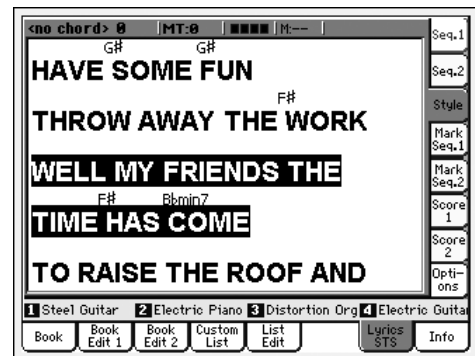 <no chord> 0 |MT:0 | |M:-- |
G# G#
HAVE SOME FUN
F#
THROW AWAY THE WORK
WELL MY FRIENDS THE
F# Bbmin7
TIME HAS COME
TO RAISE THE ROOF AND
Seq.1
Seq.2
Style
Mark
Seq.1
Mark
Seq.2
Score
1
Score
2
Opti-
ons
1 Steel Guitar 2 Electric Piano 3 Distortion Org 4 Electric Guita
Book
Book
Edit 1
Book
Edit 2
Custom
List
List
Edit
Lyrics
STS
Info